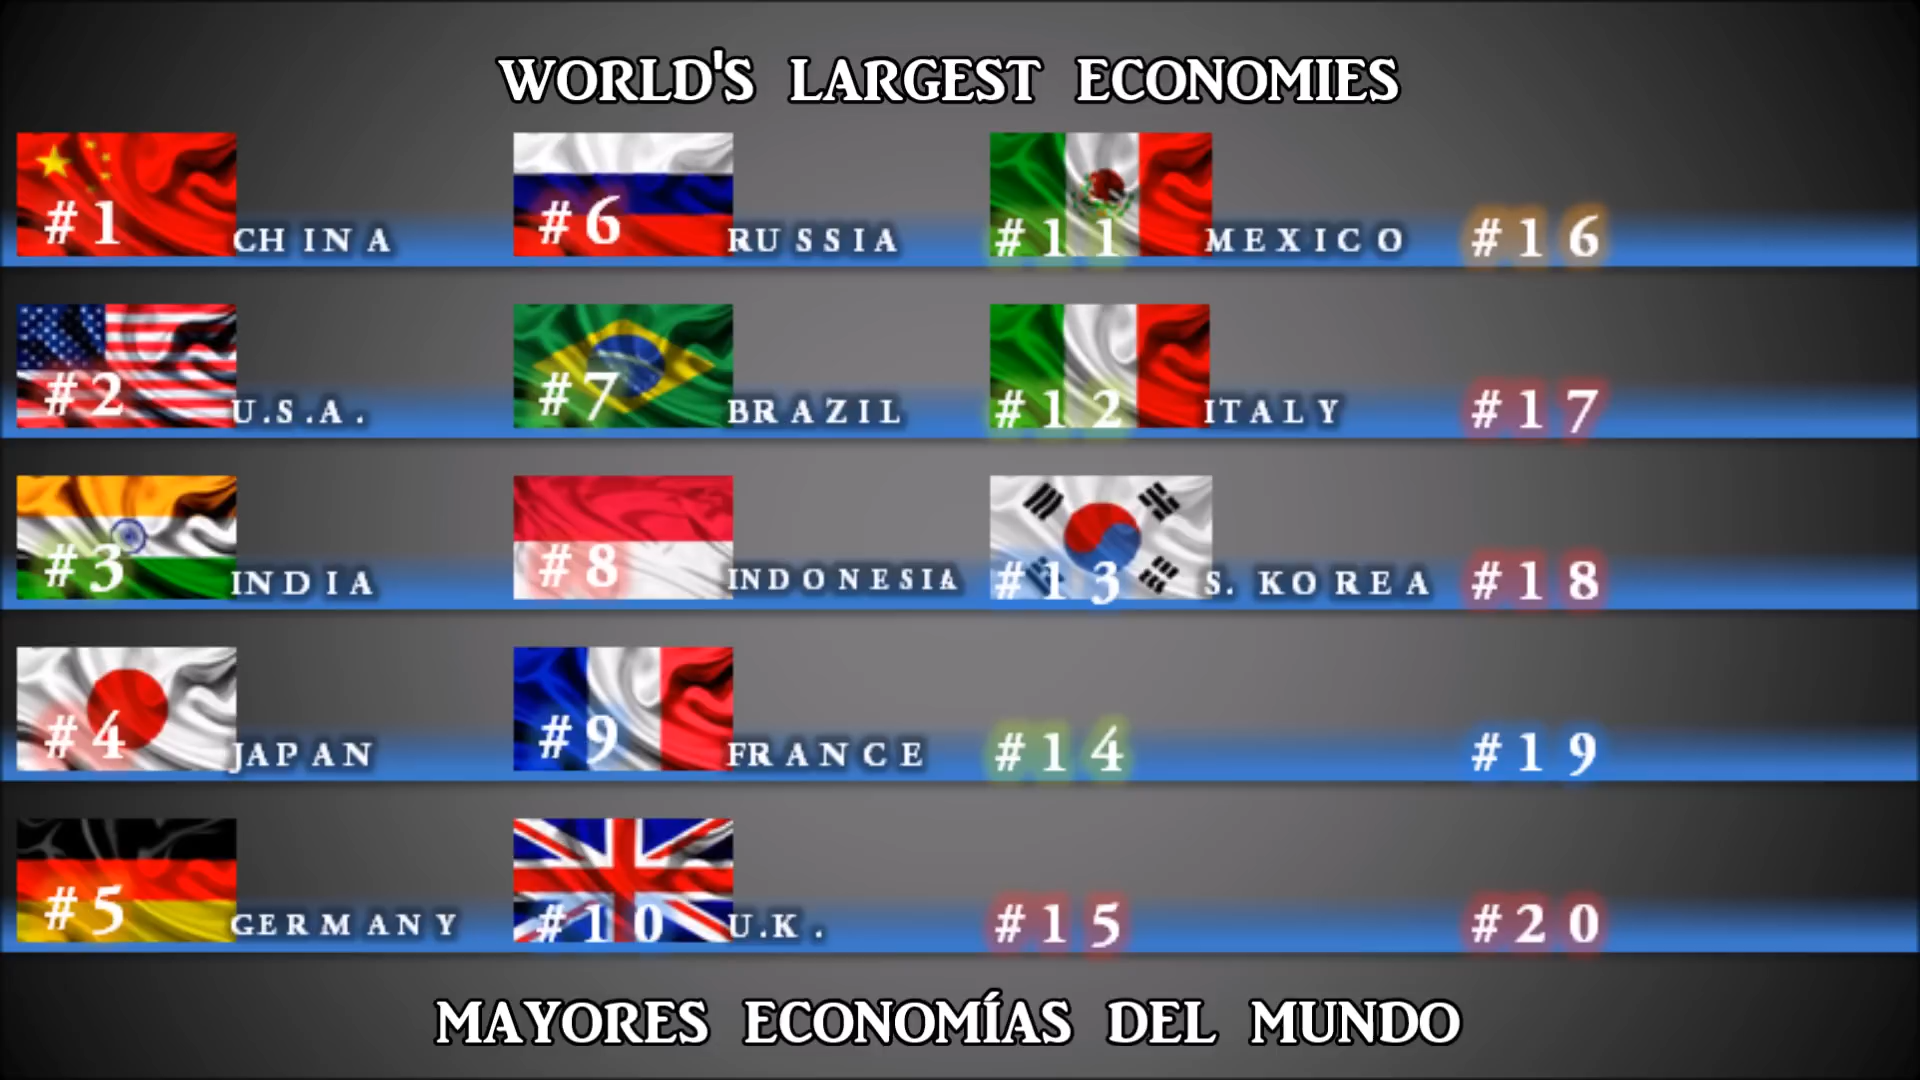 WORLD'S LARGEST ECONOMIES
#1 CHINA
#6 RUSSIA
#11 MEXICO
#16
#2 U.S.A.
#7 BRAZIL
#12 ITALY
#17
#3 INDIA
#8 INDONESIA
#13 S. KOREA
#18
#4 JAPAN
#9 FRANCE
#14
#19
#5 GERMANY
#10 U.K.
#15
#20
MAYORES ECONOMÍAS DEL MUNDO